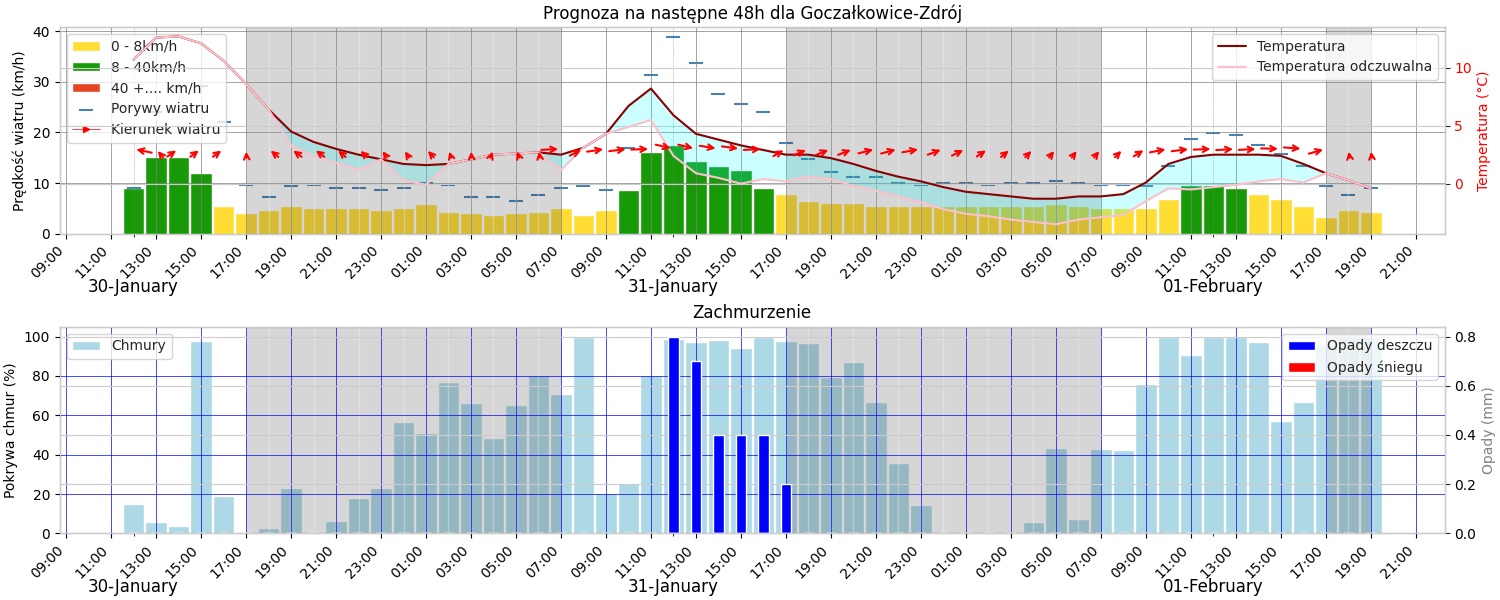 Prognoza na następne 48h dla Goczałkowice-Zdrój
Prędkość wiatru (km/h)
40
30
20
10
0
0 - 8km/h
8 - 40km/h
40 +.... km/h
Porywy wiatru
Kierunek wiatru
Temperatura
Temperatura odczuwalna
10
5
0
Temperatura (°C)
09:00 11:00 13:00 15:00 17:00 19:00 21:00 23:00 01:00 03:00 05:00 07:00 09:00 11:00 13:00 15:00 17:00 19:00 21:00 23:00 01:00 03:00 05:00 07:00 09:00 11:00 13:00 15:00 17:00 19:00 21:00
30-January 31-January 01-February
Zachmurzenie
Pokrywa chmur (%)
100
80
60
40
20
0
Chmury
Opady deszczu
Opady śniegu
0.8
0.6
0.4
0.2
0.0
Opady (mm)
09:00 11:00 13:00 15:00 17:00 19:00 21:00 23:00 01:00 03:00 05:00 07:00 09:00 11:00 13:00 15:00 17:00 19:00 21:00 23:00 01:00 03:00 05:00 07:00 09:00 11:00 13:00 15:00 17:00 19:00 21:00
30-January 31-January 01-February